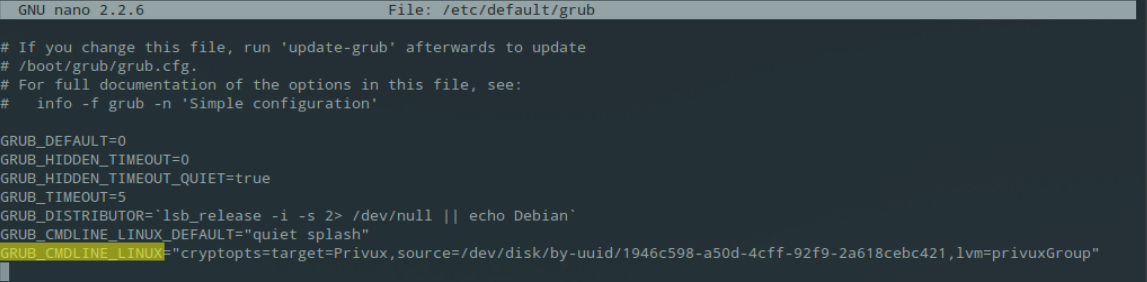 GNU nano 2.2.6 File: /etc/default/grub
# If you change this file, run 'update-grub' afterwards to update
# /boot/grub/grub.cfg.
# For full documentation of the options in this file, see:
#   info -f grub -n 'Simple configuration'
GRUB_DEFAULT=0
GRUB_HIDDEN_TIMEOUT=0
GRUB_HIDDEN_TIMEOUT_QUIET=true
GRUB_TIMEOUT=5
GRUB_DISTRIBUTOR=`lsb_release -i -s 2> /dev/null || echo Debian`
GRUB_CMDLINE_LINUX_DEFAULT="quiet splash"
GRUB_CMDLINE_LINUX="cryptopts=target=Privux,source=/dev/disk/by-uuid/1946c598-a50d-4cff-92f9-2a618cebc421,lvm=privuxGroup"